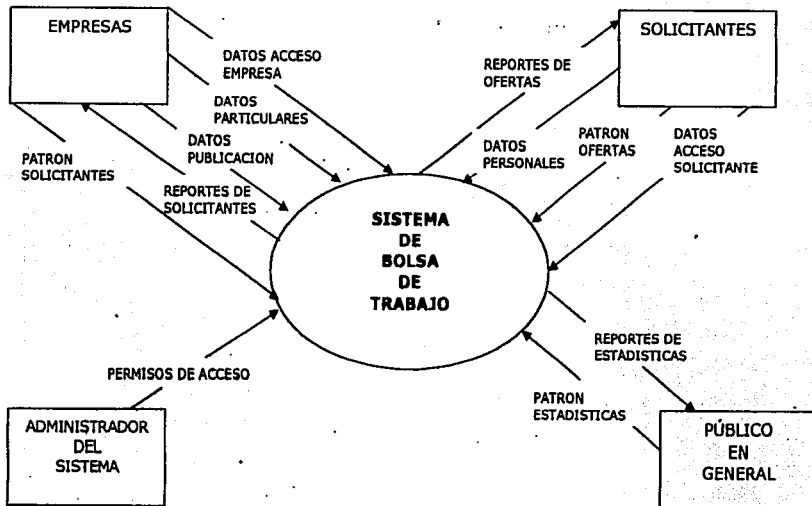 EMPRESAS
SOLICITANTES
DATOS ACCESO
EMPRESA
REPORTES DE
OFERTAS
DATOS
PARTICULARES
DATOS
PUBLICACION
PATRON
SOLICITANTES
REPORTES DE
SOLICITANTES
DATOS
PERSONALES
PATRON
OFERTAS
DATOS
ACCESO
SOLICITANTE
SISTEMA
DE
BOLSA
DE
TRABAJO
PERMISOS DE ACCESO
REPORTES DE
ESTADISTICAS
PATRON
ESTADISTICAS
ADMINISTRADOR
DEL
SISTEMA
PÚBLICO
EN
GENERAL